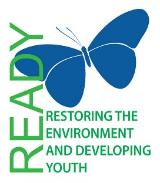 READY
RESTORING THE
ENVIRONMENT
AND DEVELOPING
YOUTH